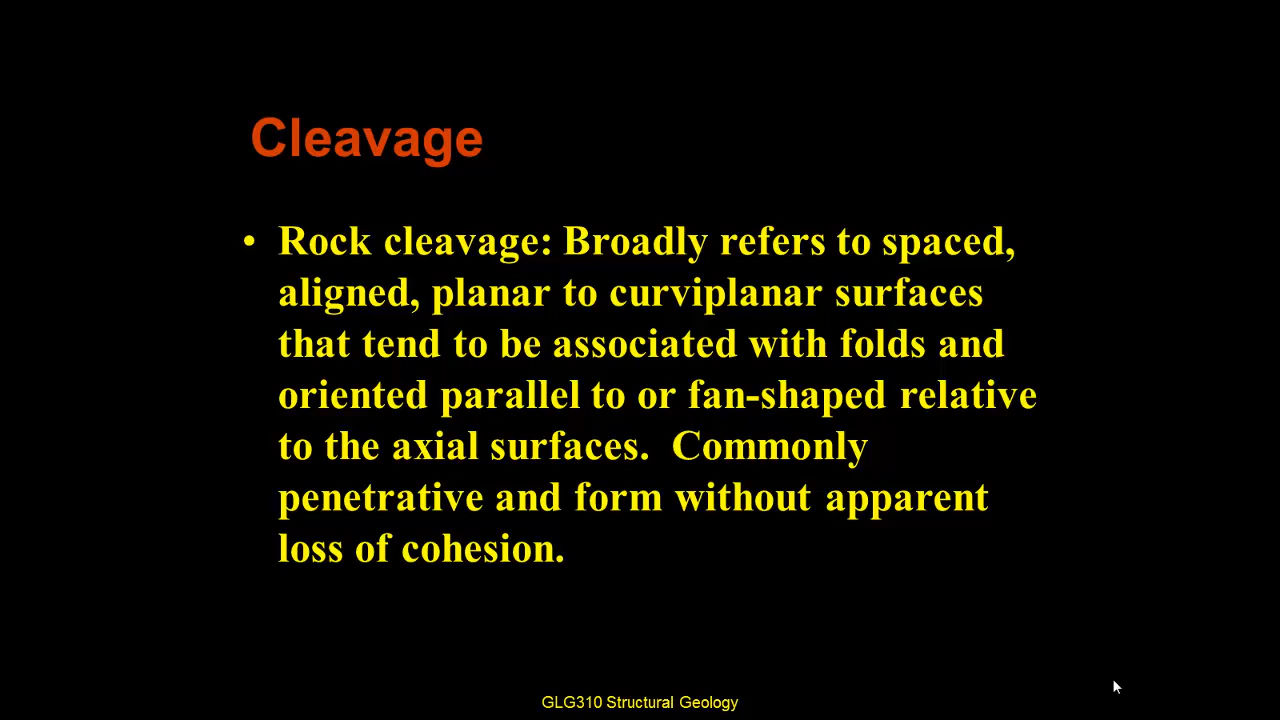 Cleavage
• Rock cleavage: Broadly refers to spaced,
aligned, planar to curviplanar surfaces
that tend to be associated with folds and
oriented parallel to or fan-shaped relative
to the axial surfaces.  Commonly
penetrative and form without apparent
loss of cohesion.
GLG310 Structural Geology